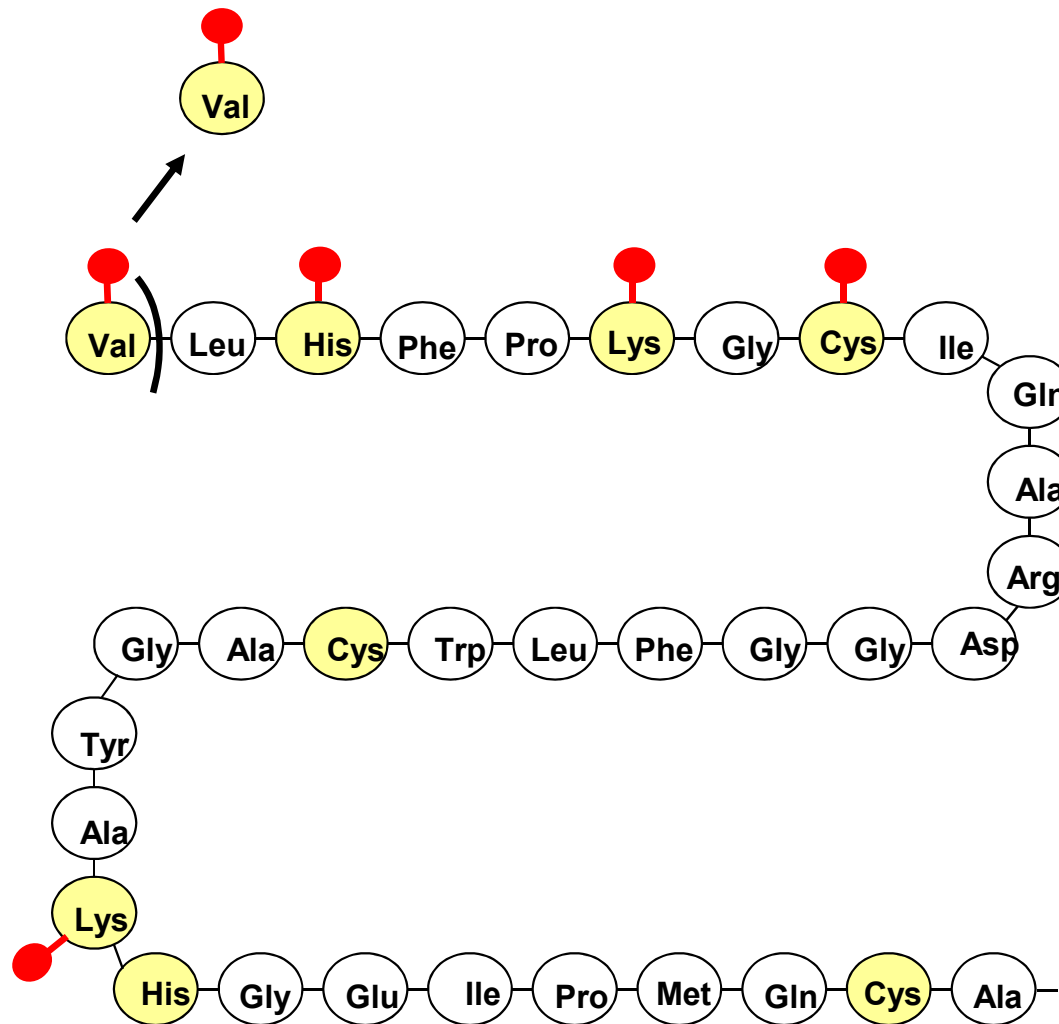 Val
Val Leu His Phe Pro Lys Gly Cys Ile
Gln
Ala
Arg
Gly Ala Cys Trp Leu Phe Gly Gly Asp
Tyr
Ala
Lys
His Gly Glu Ile Pro Met Gln Cys Ala